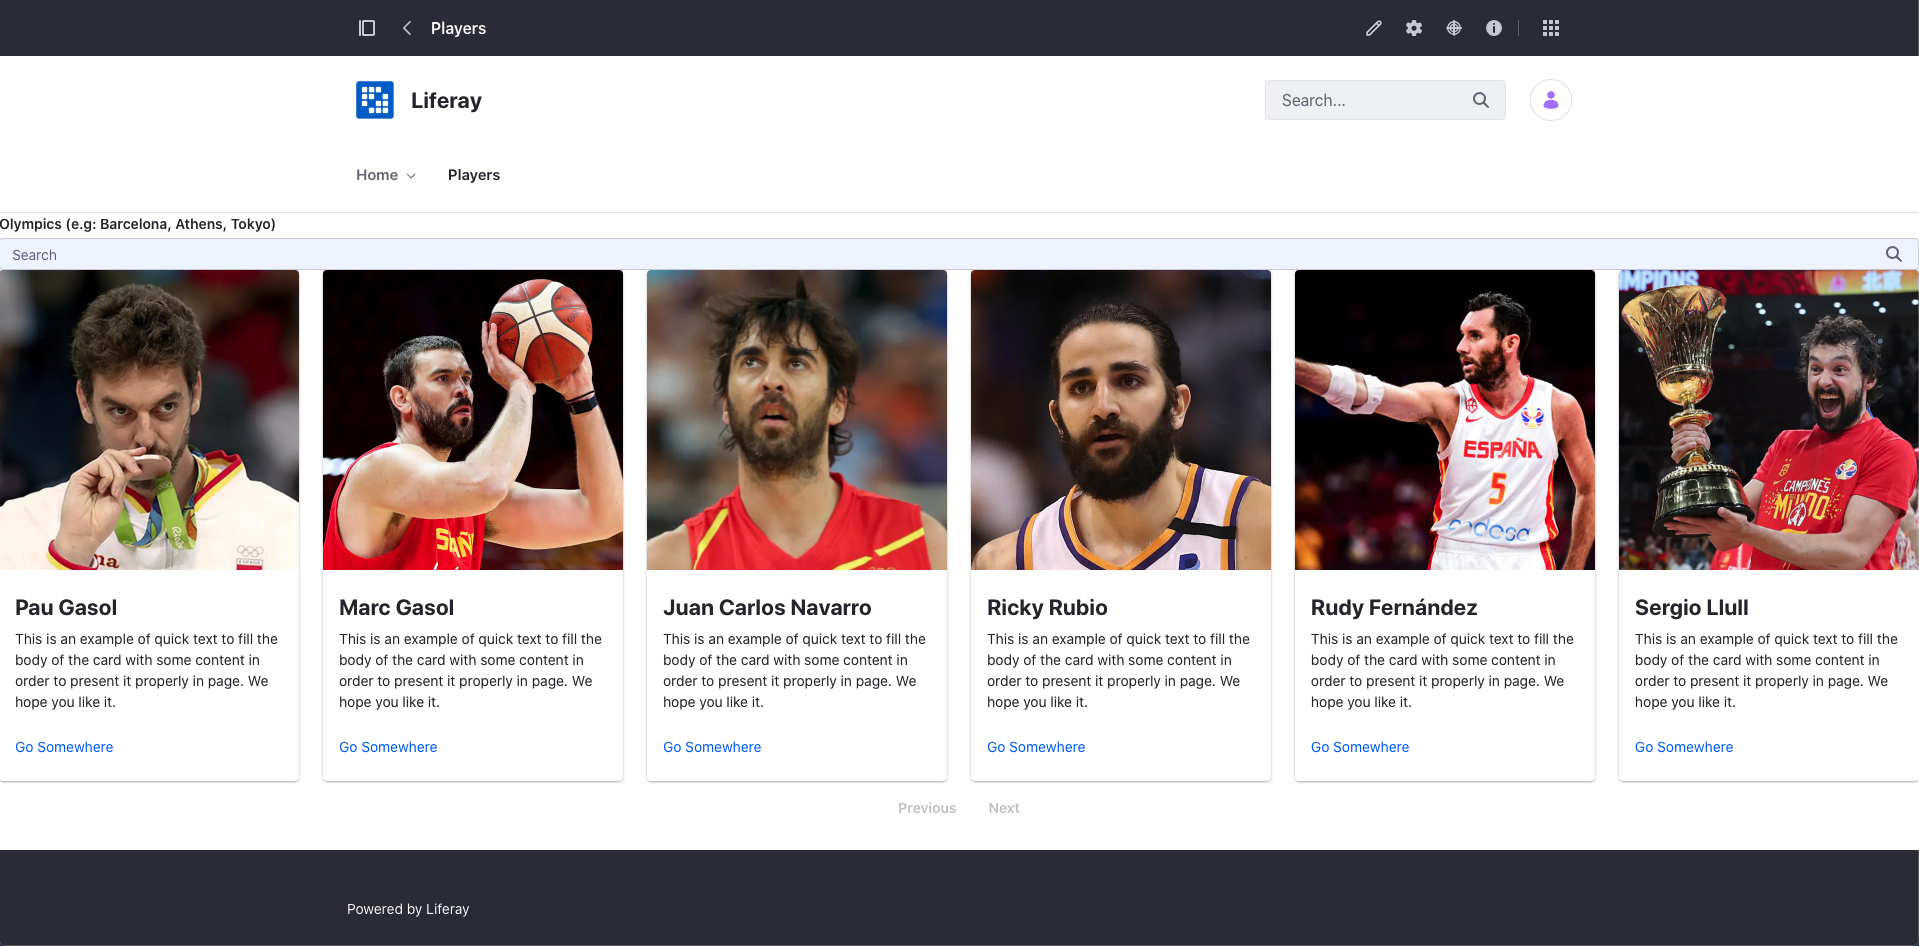 Players
Liferay
Search...
Home
Players
Olympics (e.g: Barcelona, Athens, Tokyo)
Search
MPIONS
北京
na
Rio
ESPAÑA
ESPAÑA
5
endesa
CAMPEONES
MUNDO
Pau Gasol
This is an example of quick text to fill the
body of the card with some content in
order to present it properly in page. We
hope you like it.
Go Somewhere
Marc Gasol
This is an example of quick text to fill the
body of the card with some content in
order to present it properly in page. We
hope you like it.
Go Somewhere
Juan Carlos Navarro
This is an example of quick text to fill the
body of the card with some content in
order to present it properly in page. We
hope you like it.
Go Somewhere
Ricky Rubio
This is an example of quick text to fill the
body of the card with some content in
order to present it properly in page. We
hope you like it.
Go Somewhere
Rudy Fernández
This is an example of quick text to fill the
body of the card with some content in
order to present it properly in page. We
hope you like it.
Go Somewhere
Sergio Llull
This is an example of quick text to fill the
body of the card with some content in
order to present it properly in page. We
hope you like it.
Go Somewhere
Previous Next
Powered by Liferay